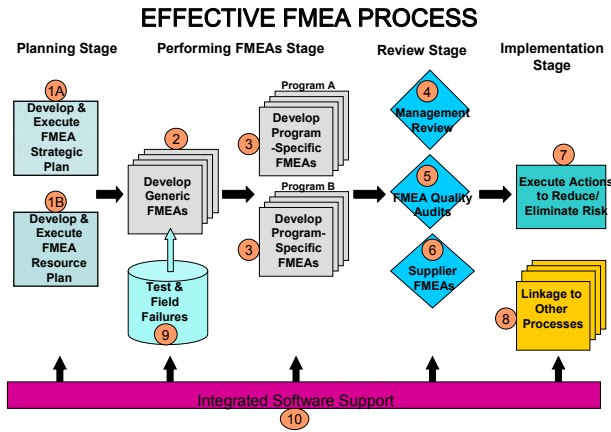 EFFECTIVE FMEA PROCESS
Planning Stage
Performing FMEAs Stage
Review Stage
Implementation
Stage
1A
Develop &
Execute
FMEA
Strategic
Plan
1B
Develop &
Execute
FMEA
Resource
Plan
2
Develop
Generic
FMEAs
Test &
Field
Failures
9
Program A
3
Develop
Program
-Specific
FMEAs
Program B
3
Develop
Program-
Specific
FMEAs
4
Management
Review
5
FMEA Quality
Audits
6
Supplier
FMEAs
7
Execute Actions
to Reduce/
Eliminate Risk
8
Linkage to
Other
Processes
Integrated Software Support
10